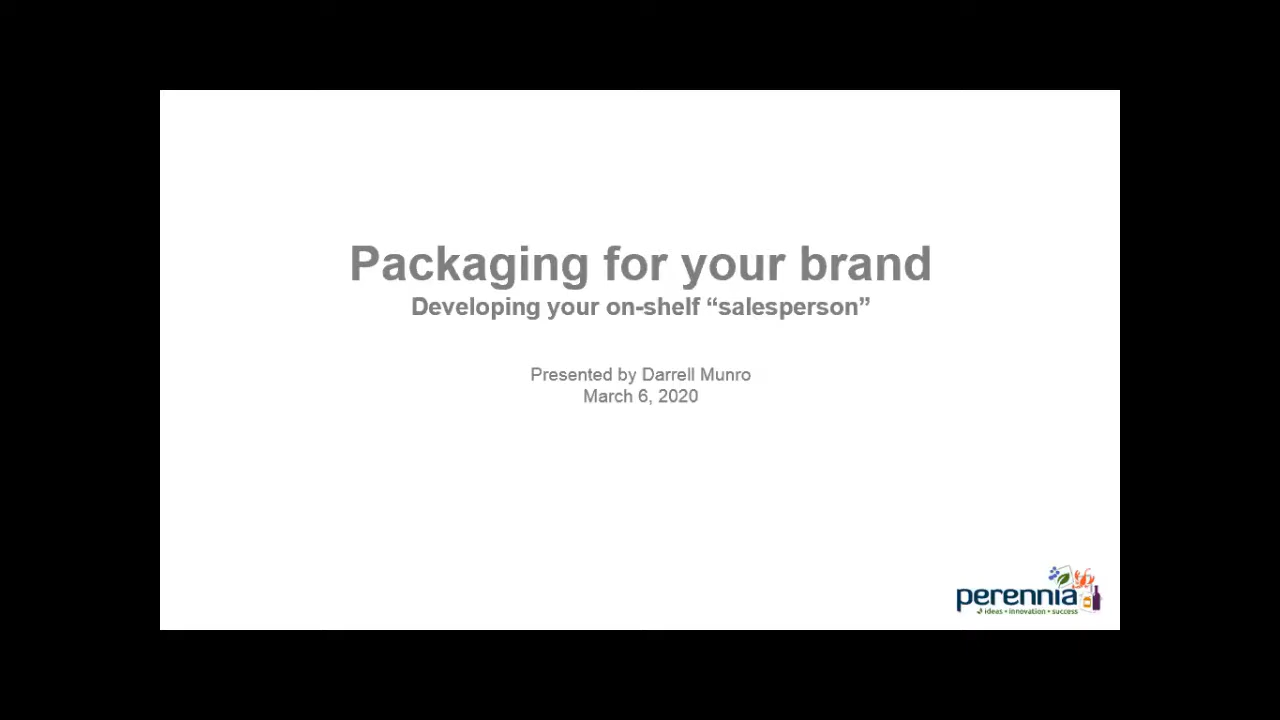 Packaging for your brand
Developing your on-shelf “salesperson”
Presented by Darrell Munro
March 6, 2020
perennia
ideas • innovation • success